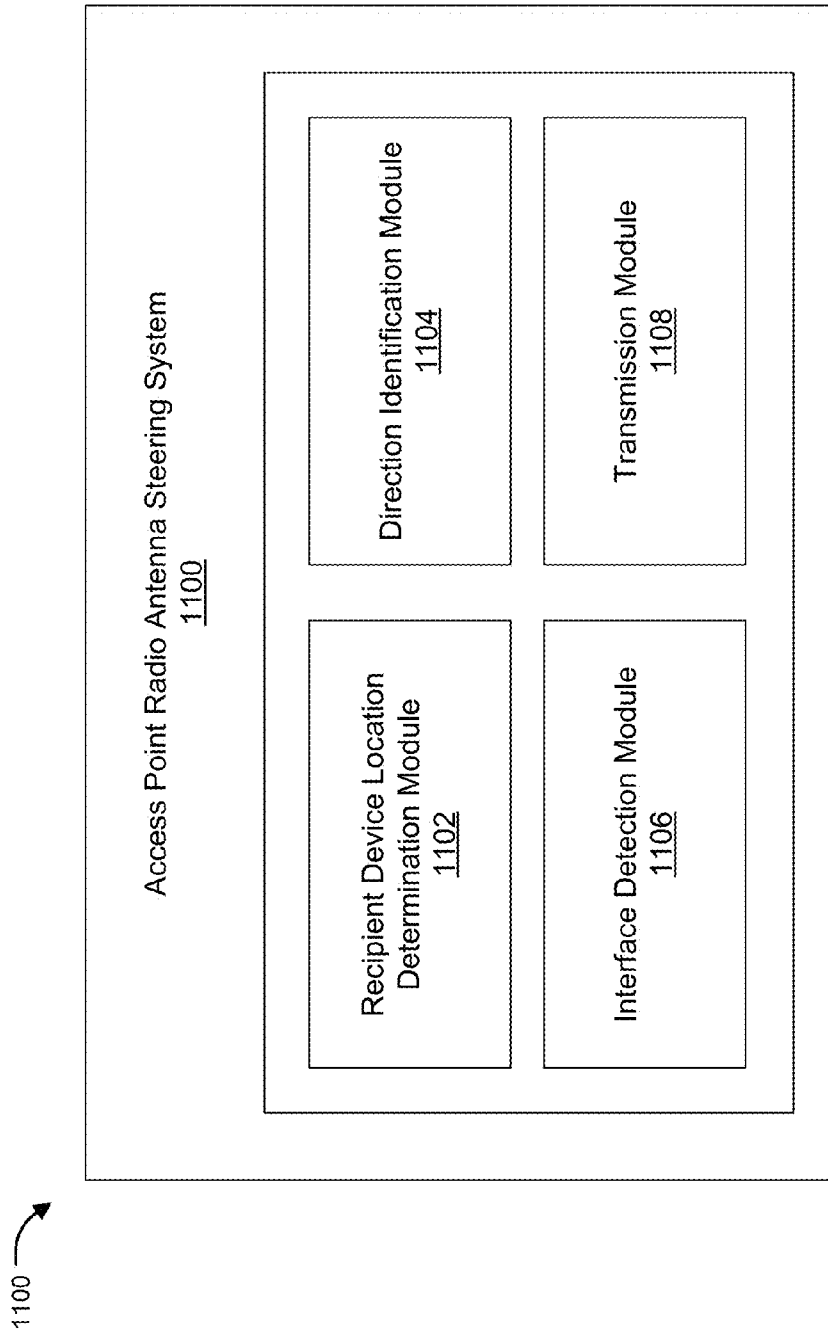 1100
Access Point Radio Antenna Steering System
1100
Recipient Device Location
Determination Module
1102
Direction Identification Module
1104
Interface Detection Module
1106
Transmission Module
1108